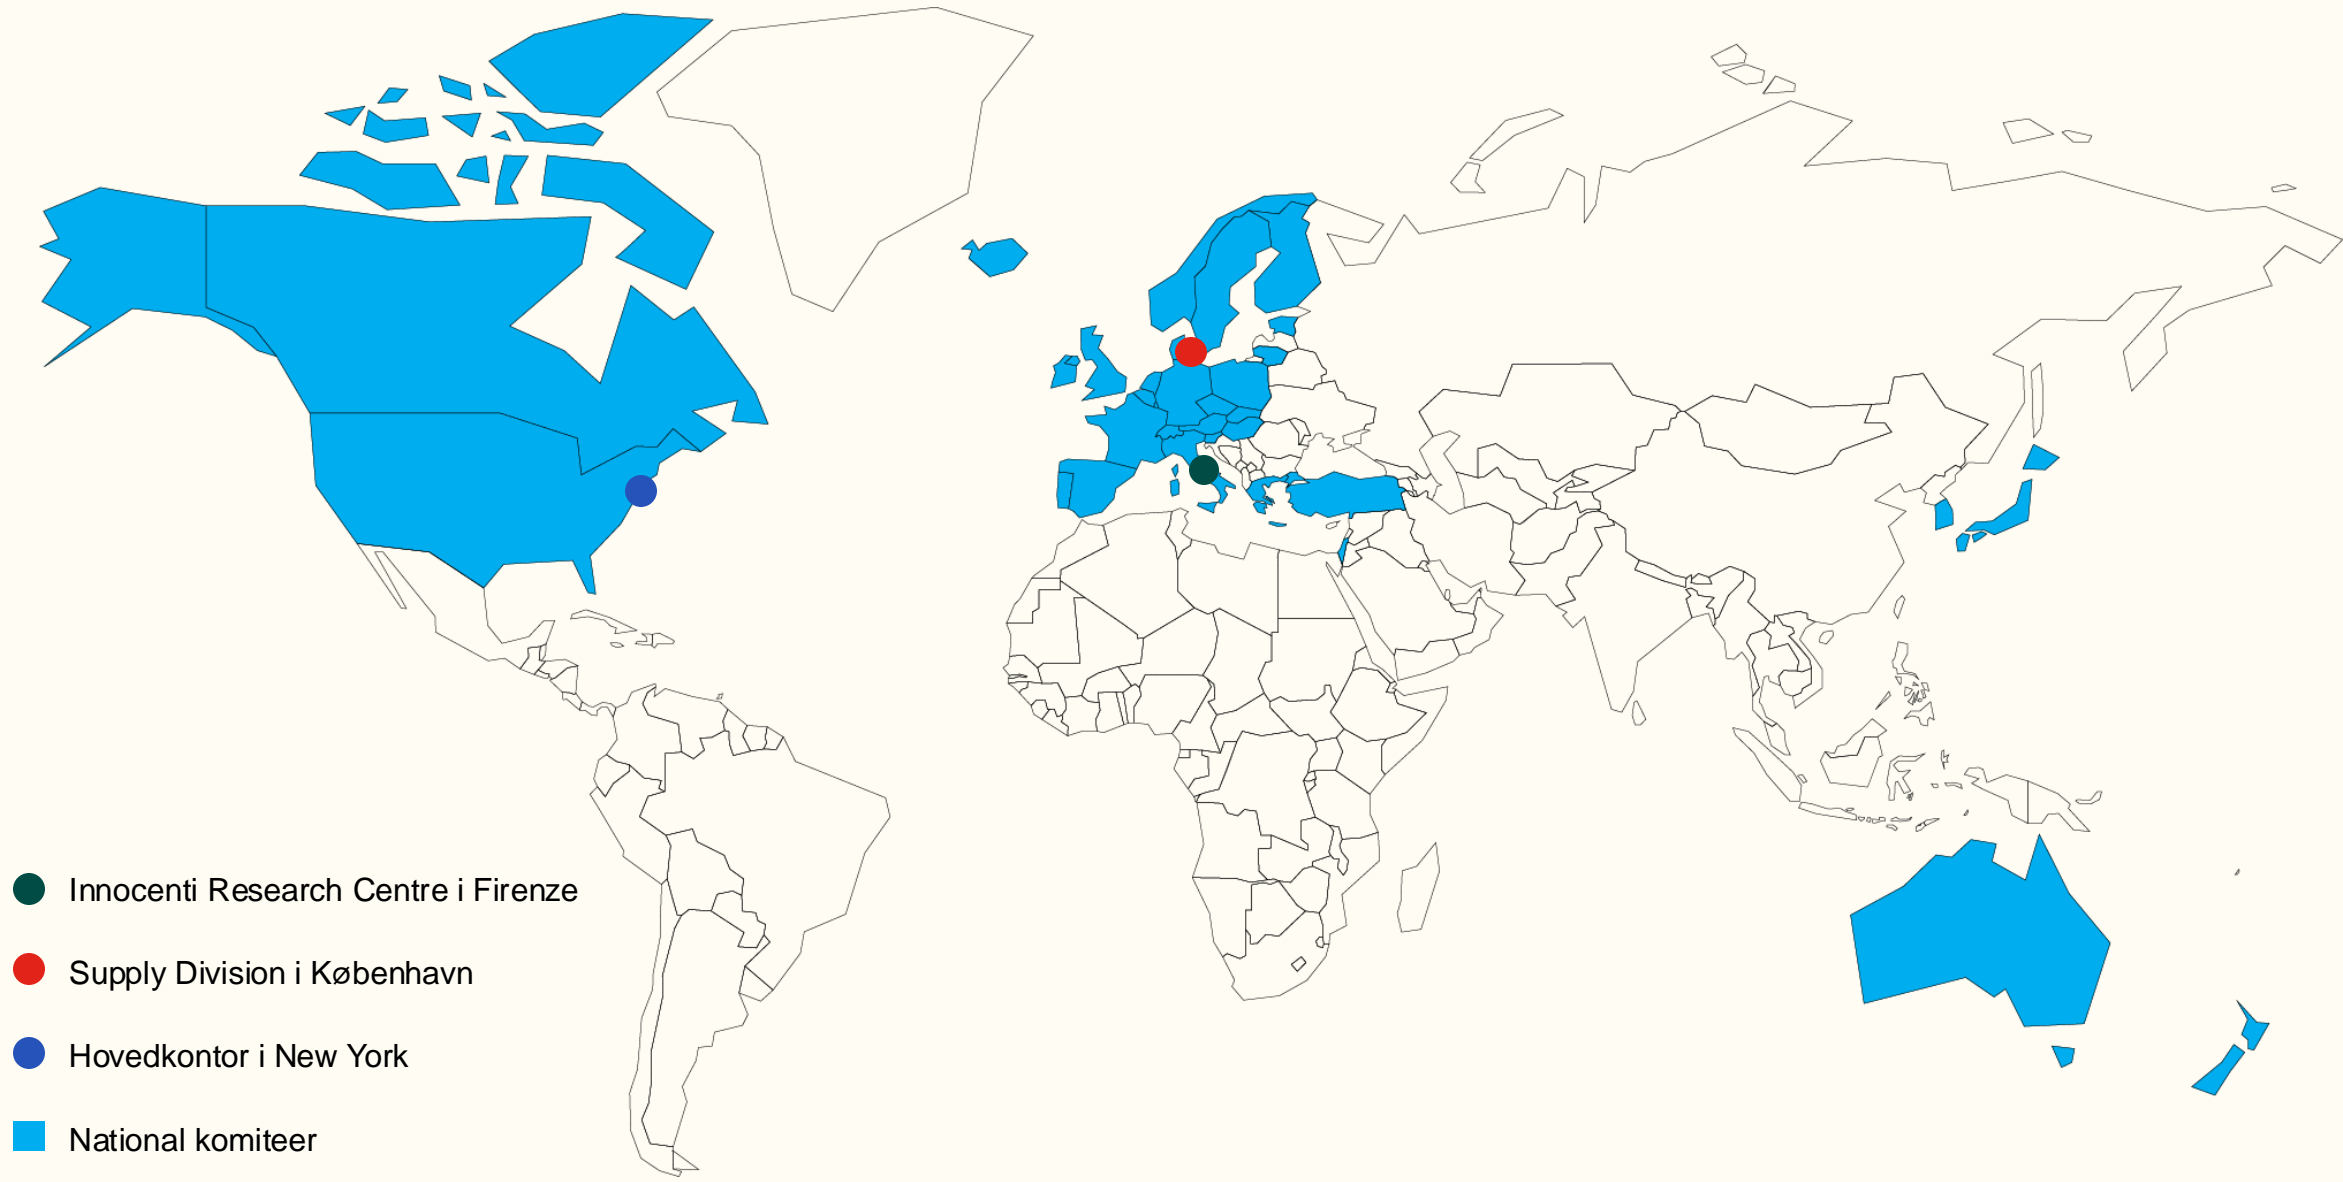 Innocenti Research Centre i Firenze
Supply Division i København
Hovedkontor i New York
National komiteer